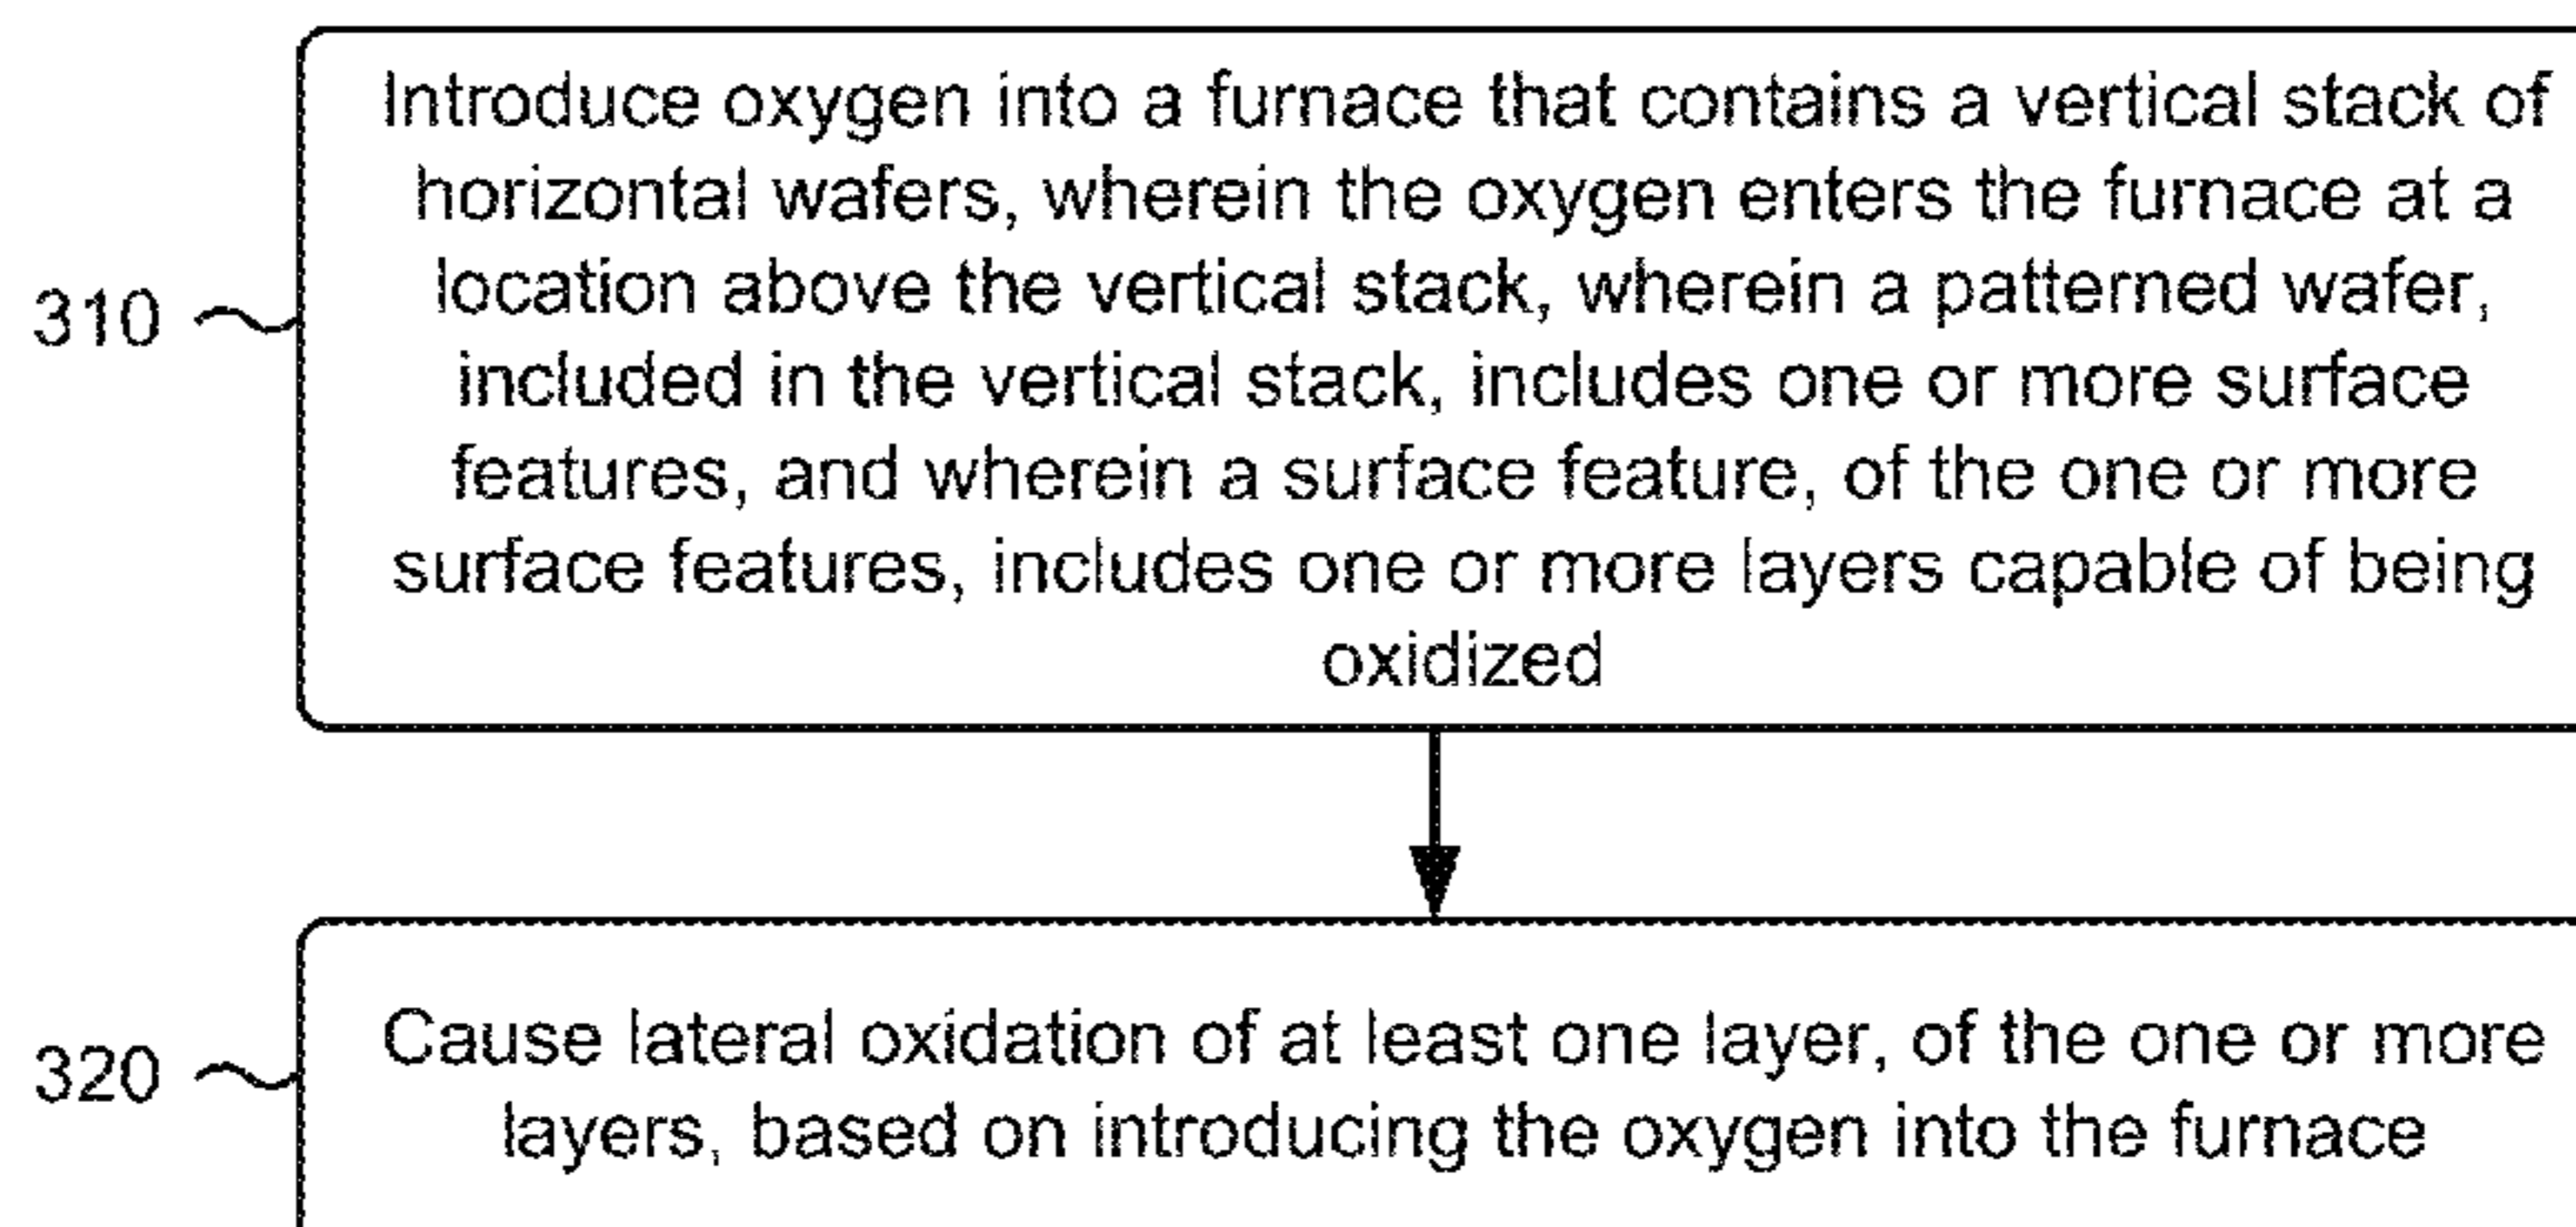 Introduce oxygen into a furnace that contains a vertical stack of
horizontal wafers, wherein the oxygen enters the furnace at a
location above the vertical stack, wherein a patterned wafer,
310
included in the vertical stack, includes one or more surface
features, and wherein a surface feature, of the one or more
surface features, includes one or more layers capable of being
oxidized
320
Cause lateral oxidation of at least one layer, of the one or more
layers, based on introducing the oxygen into the furnace